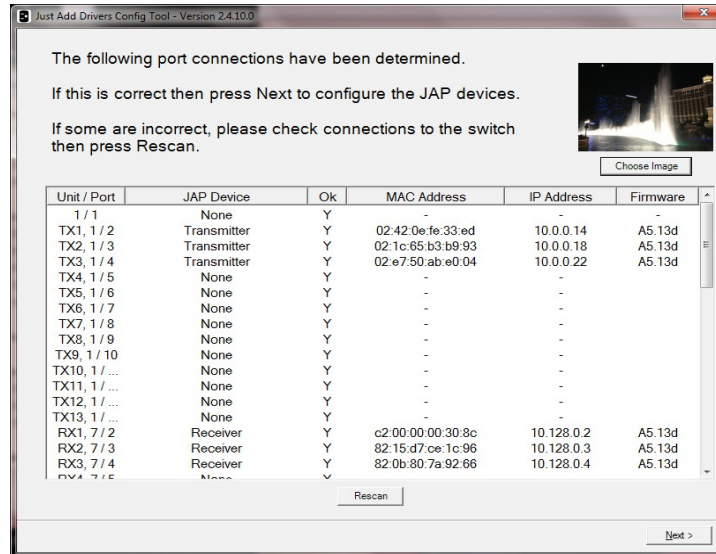 Just Add Drivers Config Tool - Version 2.4.10.0
The following port connections have been determined.
If this is correct then press Next to configure the JAP devices.
If some are incorrect, please check connections to the switch
then press Rescan.
Choose Image
Unit / Port JAP Device Ok MAC Address IP Address Firmware
1 / 1 None Y - - -
TX1, 1 / 2 Transmitter Y 02:42:0e:fe:33:ed 10.0.0.14 A5.13d
TX2, 1 / 3 Transmitter Y 02:1c:65:b3:b9:93 10.0.0.18 A5.13d
TX3, 1 / 4 Transmitter Y 02:e7:50:ab:e0:04 10.0.0.22 A5.13d
TX4, 1 / 5 None Y - -
TX5, 1 / 6 None Y - -
TX6, 1 / 7 None Y - -
TX7, 1 / 8 None Y - -
TX8, 1 / 9 None Y - -
TX9, 1 / 10 None Y - -
TX10, 1 / ... None Y - -
TX11, 1 / ... None Y - -
TX12, 1 / ... None Y - -
TX13, 1 / ... None Y - -
RX1, 7 / 2 Receiver Y c2:00:00:00:30:8c 10.128.0.2 A5.13d
RX2, 7 / 3 Receiver Y 82:15:d7:ce:1c:96 10.128.0.3 A5.13d
RX3, 7 / 4 Receiver Y 82:0b:80:7a:92:66 10.128.0.4 A5.13d
RX4, 7 / 5 None Y
Rescan
Next >